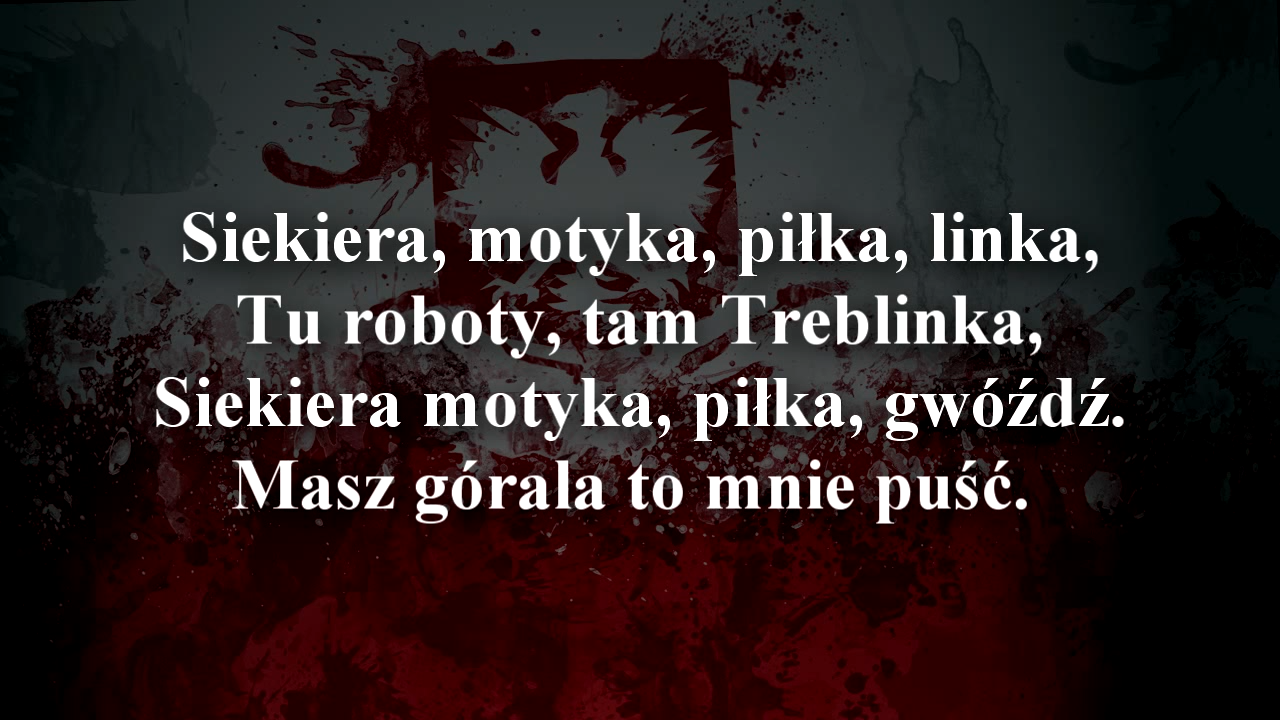 Siekiera, motyka, piłka, linka,
Tu roboty, tam Treblinka,
Siekiera motyka, piłka, gwóźdź.
Masz górala to mnie puść.